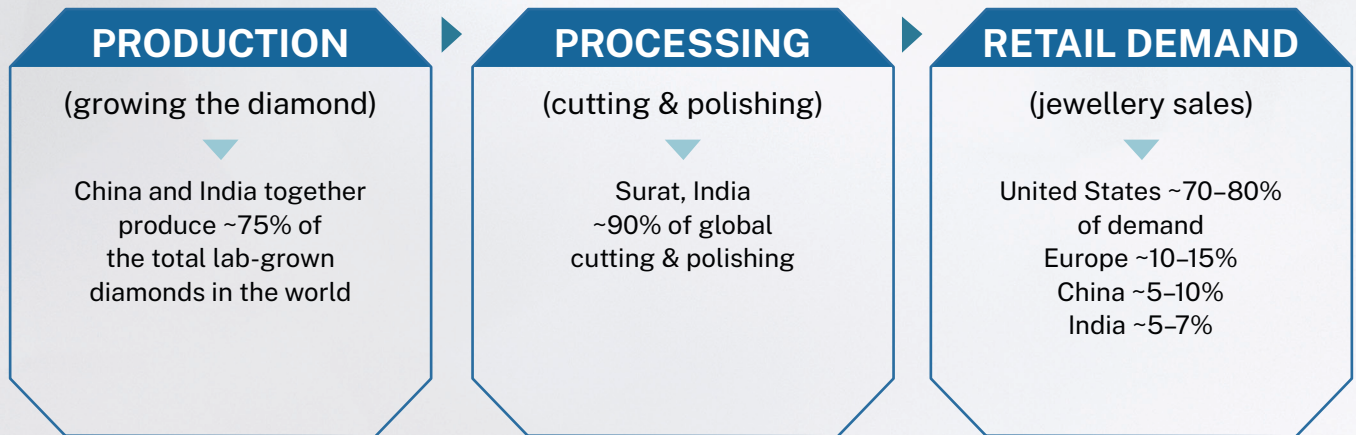 PRODUCTION
(growing the diamond)
China and India together
produce ~75% of
the total lab-grown
diamonds in the world
PROCESSING
(cutting & polishing)
Surat, India
~90% of global
cutting & polishing
RETAIL DEMAND
(jewellery sales)
United States ~70–80%
of demand
Europe ~10–15%
China ~5–10%
India ~5–7%